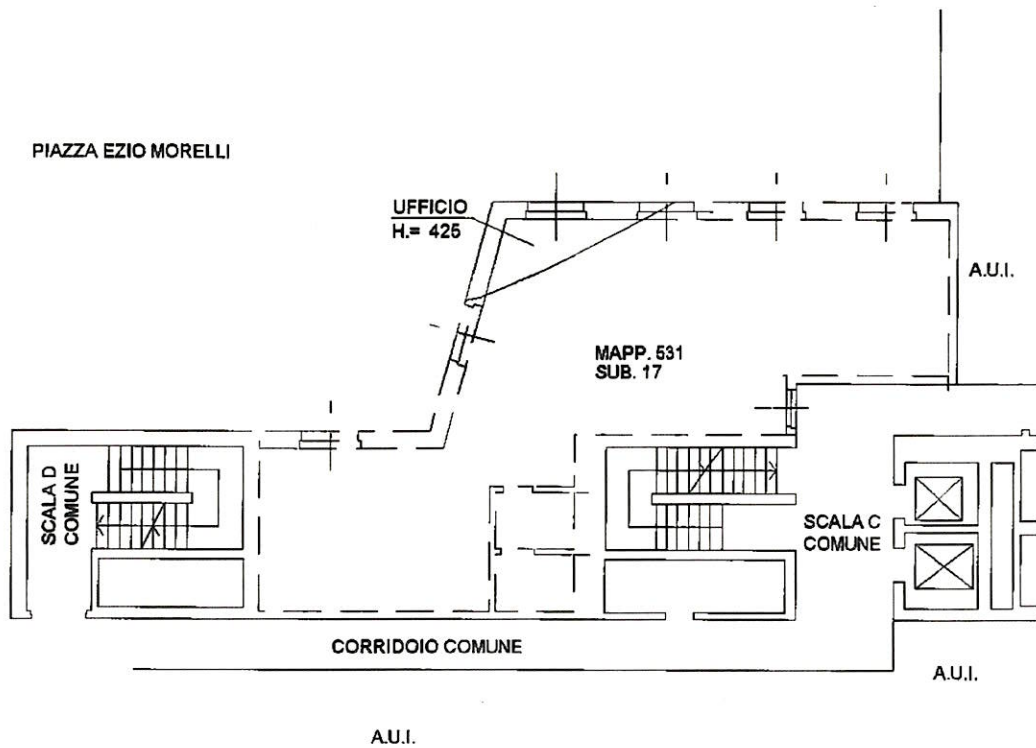 PIAZZA EZIO MORELLI
UFFICIO
H.= 425
A.U.I.
MAPP. 531
SUB. 17
SCALA D
COMUNE
SCALA C
COMUNE
CORRIDOIO COMUNE
A.U.I.
A.U.I.